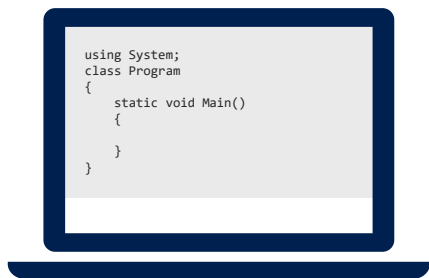 using System;
class Program
{
    static void Main()
    {

    }
}